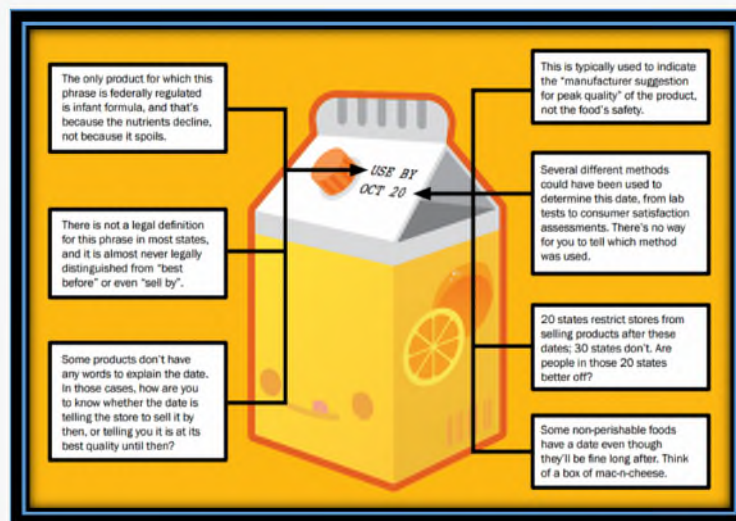 The only product for which this
phrase is federally regulated
is infant formula, and that's
because the nutrients decline,
not because it spoils.
There is not a legal definition
for this phrase in most states,
and it is almost never legally
distinguished from "best
before" or even "sell by".
Some products don't have
any words to explain the date.
In those cases, how are you
to know whether the date is
telling the store to sell it by
then, or telling you it is at its
best quality until then?
USE BY
OCT 20
This is typically used to indicate
the "manufacturer suggestion
for peak quality" of the product,
not the food's safety.
Several different methods
could have been used to
determine this date, from lab
tests to consumer satisfaction
assessments. There's no way
for you to tell which method
was used.
20 states restrict stores from
selling products after these
dates; 30 states don't. Are
people in those 20 states
better off?
Some non-perishable foods
have a date even though
they'll be fine long after. Think
of a box of mac-n-cheese.